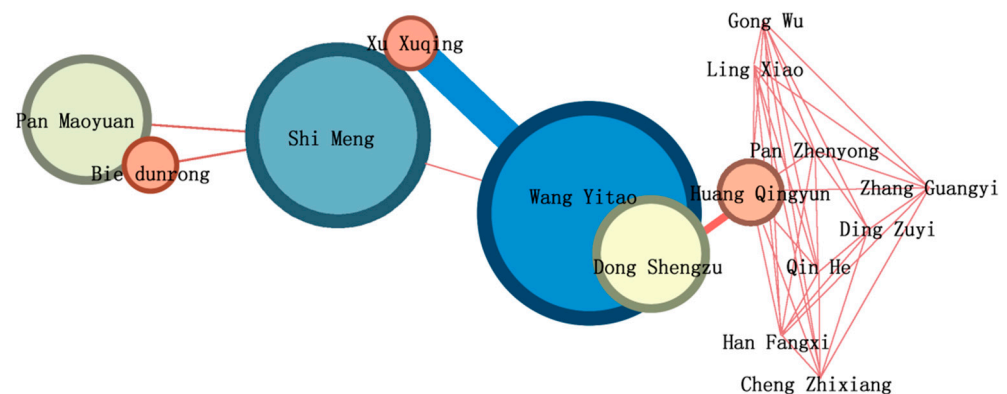 Gong Wu
Xu Xuqing
Ling Xiao
Pan Maoyuan
Shi Meng
Pan Zhenyong
Bie dunrong
Zhang Guangyi
Wang Yitao
Huang Qingyun
Ding Zuyi
Dong Shengzu
Qin He
Han Fangxi
Cheng Zhixiang